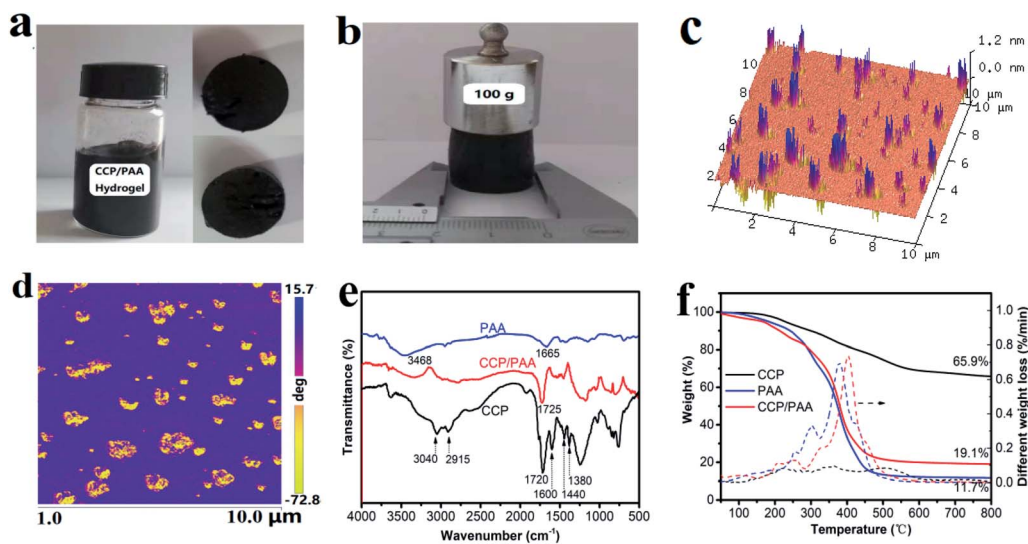 a
CCP/PAA
Hydrogel
b
100 g
2 1 0
c
1.2 nm
0.0 nm
10 μm
10
8
6
4
2
8
6
4
2
2
4
6
8
10 μm
d
15.7
deg
-72.8
1.0
10.0 μm
e
Transmittance (%)
PAA
3468
1665
CCP/PAA
1725
CCP
3040
2915
1720
1600
1440
1380
4000 3500 3000 2500 2000 1500 1000 500
Wavenumber (cm-1)
f
Weight (%)
100
80
60
40
20
0
CCP
PAA
CCP/PAA
65.9%
19.1%
11.7%
1.0
0.8
0.6
0.4
0.2
0.0
Different weight loss (%/min)
100 200 300 400 500 600 700 800
Temperature (℃)